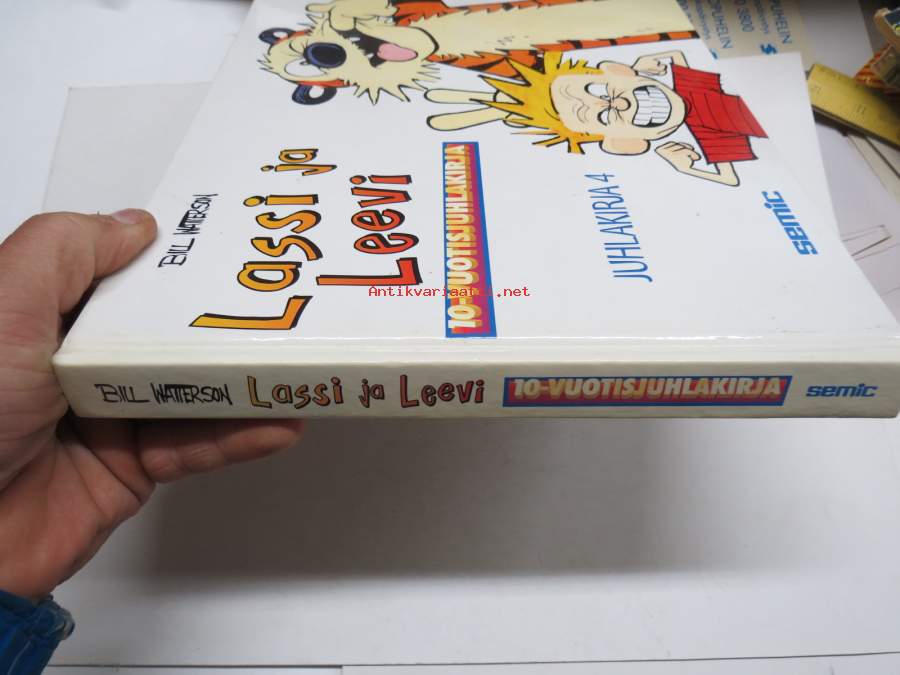 BILL WATTERSON
Lassi ja
Leevi
10-VUOTISJUHLAKIRJA
JUHLAKIRJA 4
semic
Antikvariaatti.net
BILL WATTERSON Lassi ja Leevi 10-VUOTISJUHLAKIRJA semic